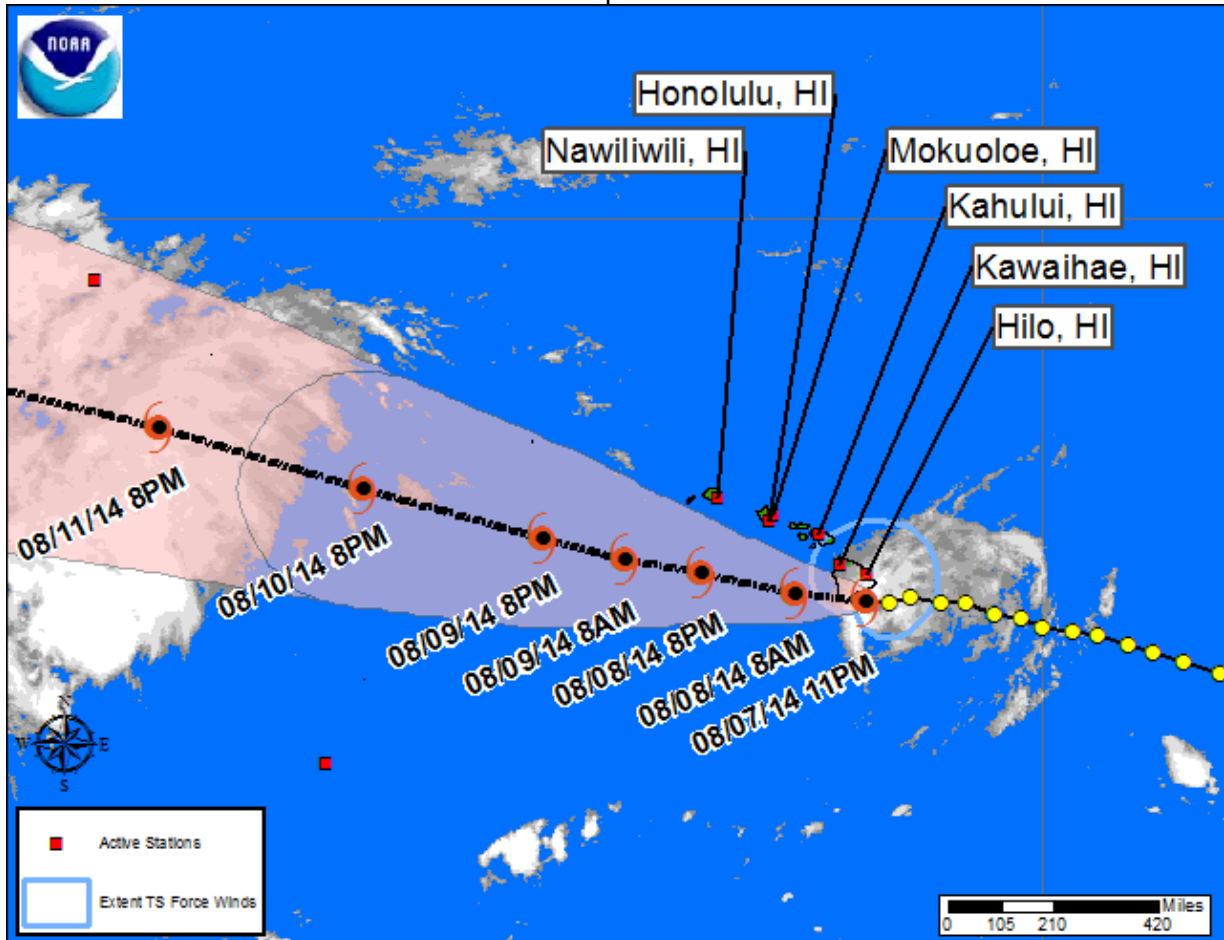 NOAA
Honolulu, HI
Nawiliwili, HI
Mokuoloe, HI
Kahului, HI
Kawaihae, HI
Hilo, HI
08/11/14 8PM
08/10/14 8PM
08/09/14 8PM
08/09/14 8AM
08/08/14 8PM
08/08/14 8AM
08/07/14 11PM
N
W E
S
Active Stations
Extent TS Force Winds
Miles
0 105 210 420